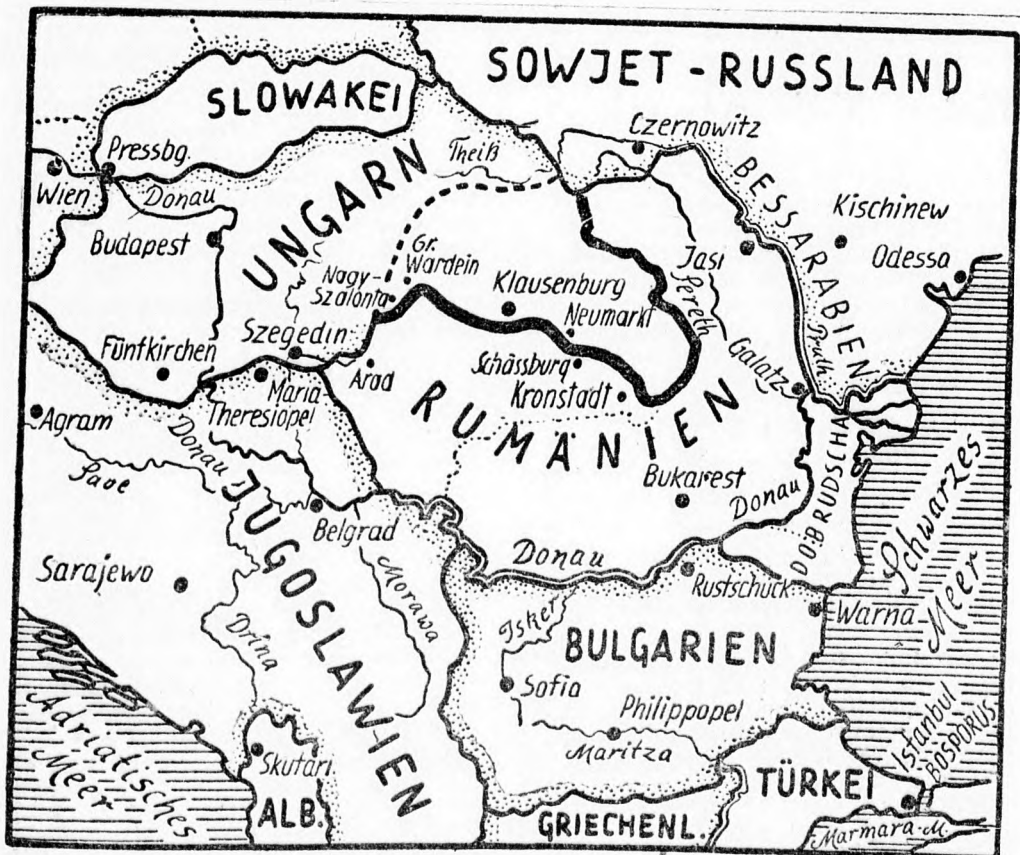 SOWJET-RUSSLAND
SLOWAKEI
Czernowitz
Pressbg.
Theiß
Wien
Donau
BESSARABIEN
Kischinew
UNGARN
Budapest
Jasi
Odessa
Gr.
Wardein
Nagy-
Szalonta
Klausenburg
Sereth
Neumarkt
Szegedin
Pruth
Fünfkirchen
Galatz
Arad
Schässburg
Kronstadt
Maria
Theresiopel
RUMÄNIEN
Agram
Donau
Save
Bukarest
Donau
DOBRUDSCHA
JUGOSLAWIEN
Belgrad
Schwarzes
Meer
Donau
Sarajewo
Morawa
Rustschuck
Warna
Isker
Drina
BULGARIEN
Sofia
Philippopel
Maritza
Adriatisches
Meer
Skutari
Istanbul
BOSPORUS
TÜRKEI
ALB.
GRIECHENL.
Marmara-M.